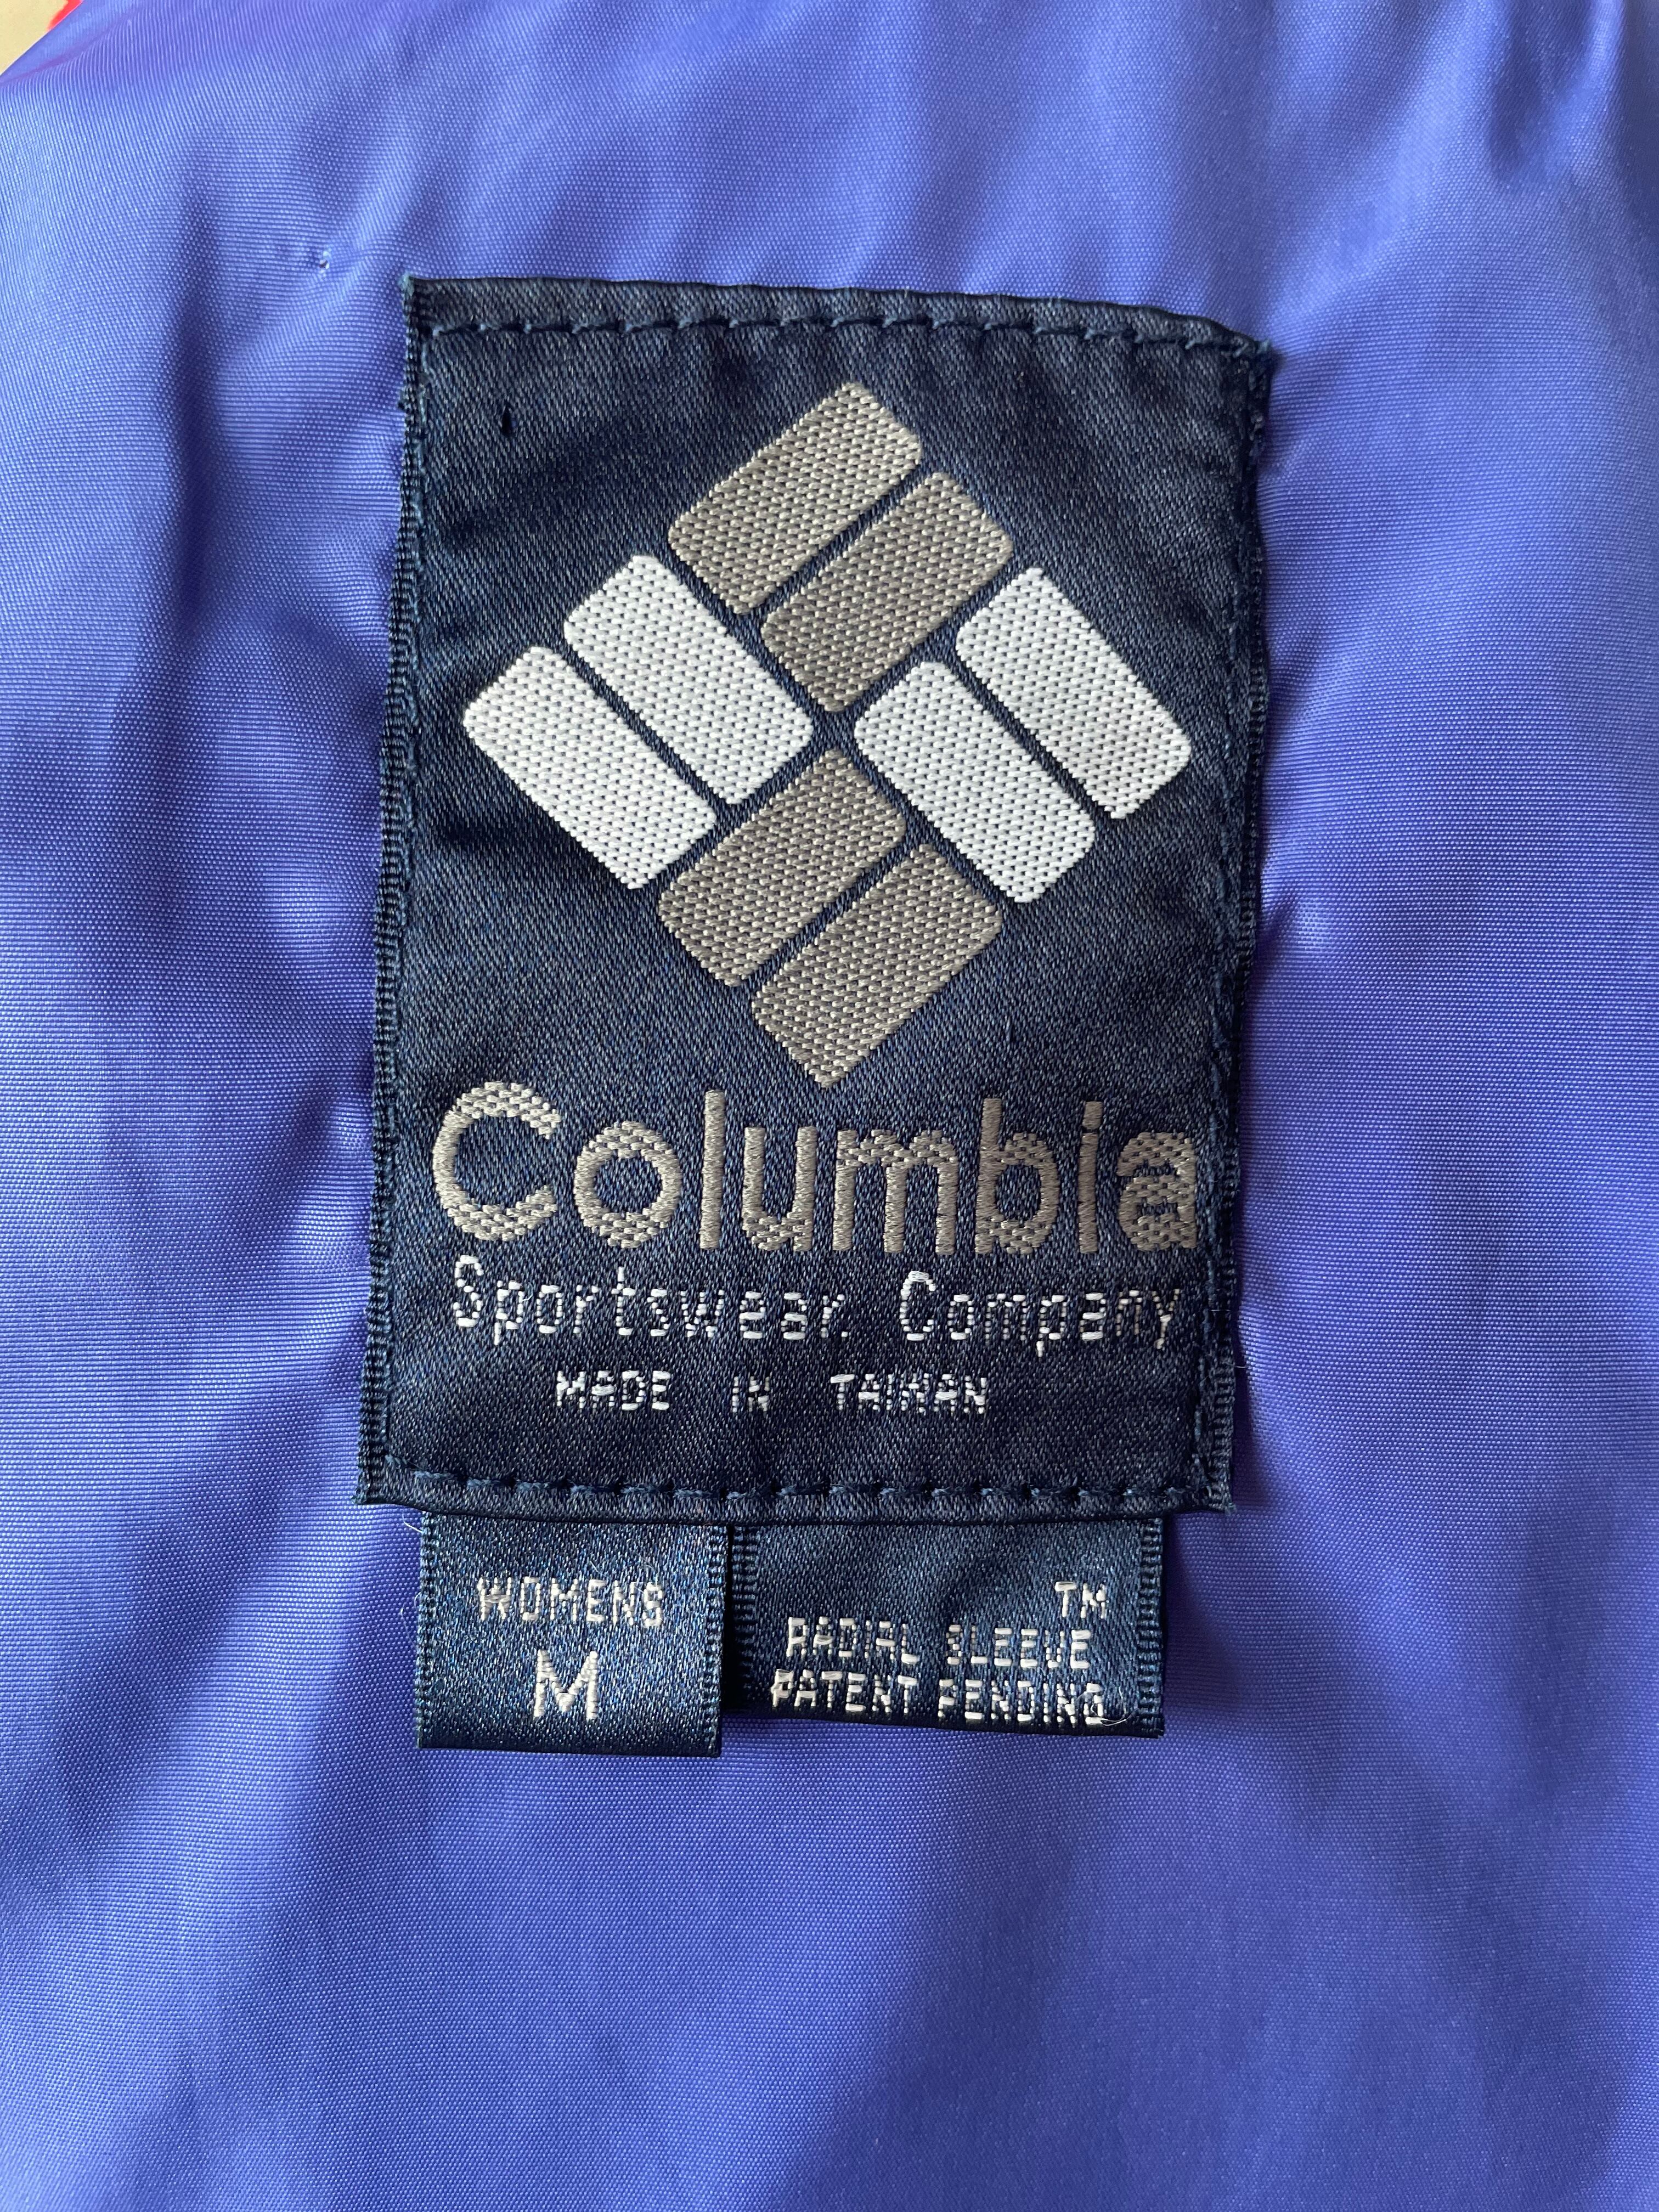 Columbia
Sportswear Company
MADE IN TAIWAN
WOMENS
M
TM
RADIAL SLEEVE
PATENT PENDING